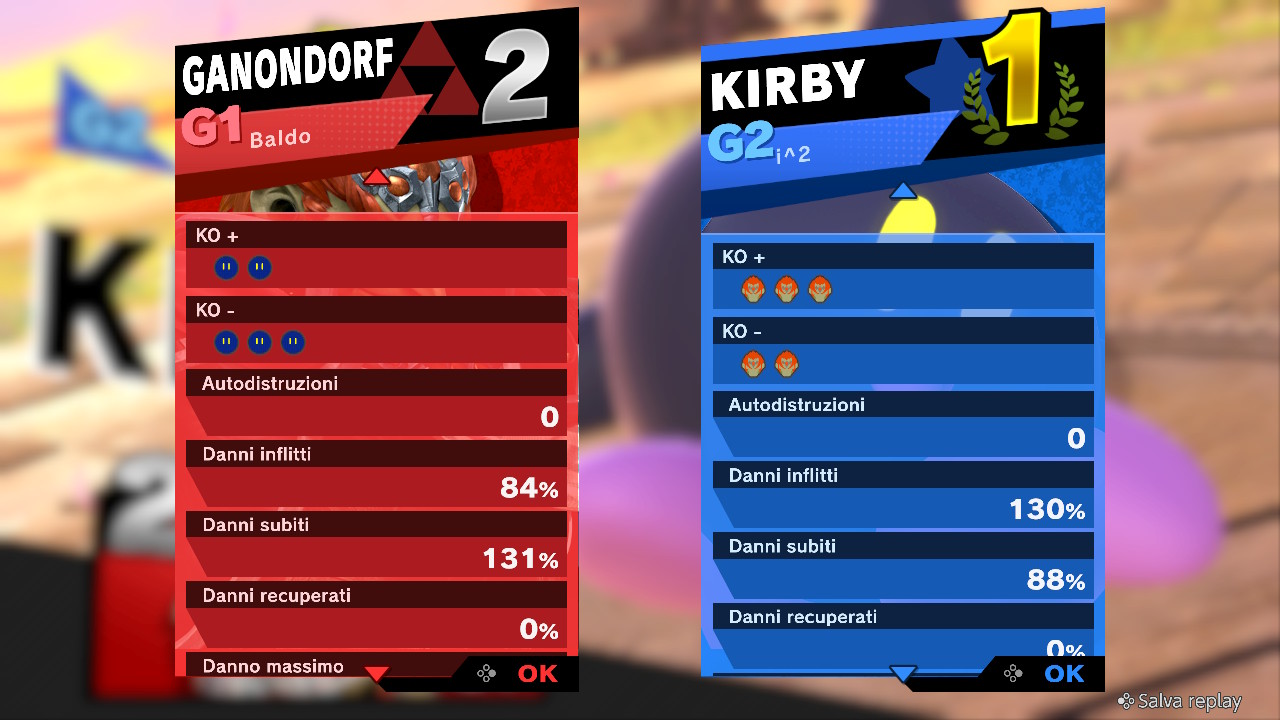 GANONDORF
2
G1 Baldo
KO +
KO -
Autodistruzioni
0
Danni inflitti
84%
Danni subiti
131%
Danni recuperati
0%
Danno massimo
OK
KIRBY
1
G2 i^2
KO +
KO -
Autodistruzioni
0
Danni inflitti
130%
Danni subiti
88%
Danni recuperati
0%
OK
G2
K
2
Salva replay